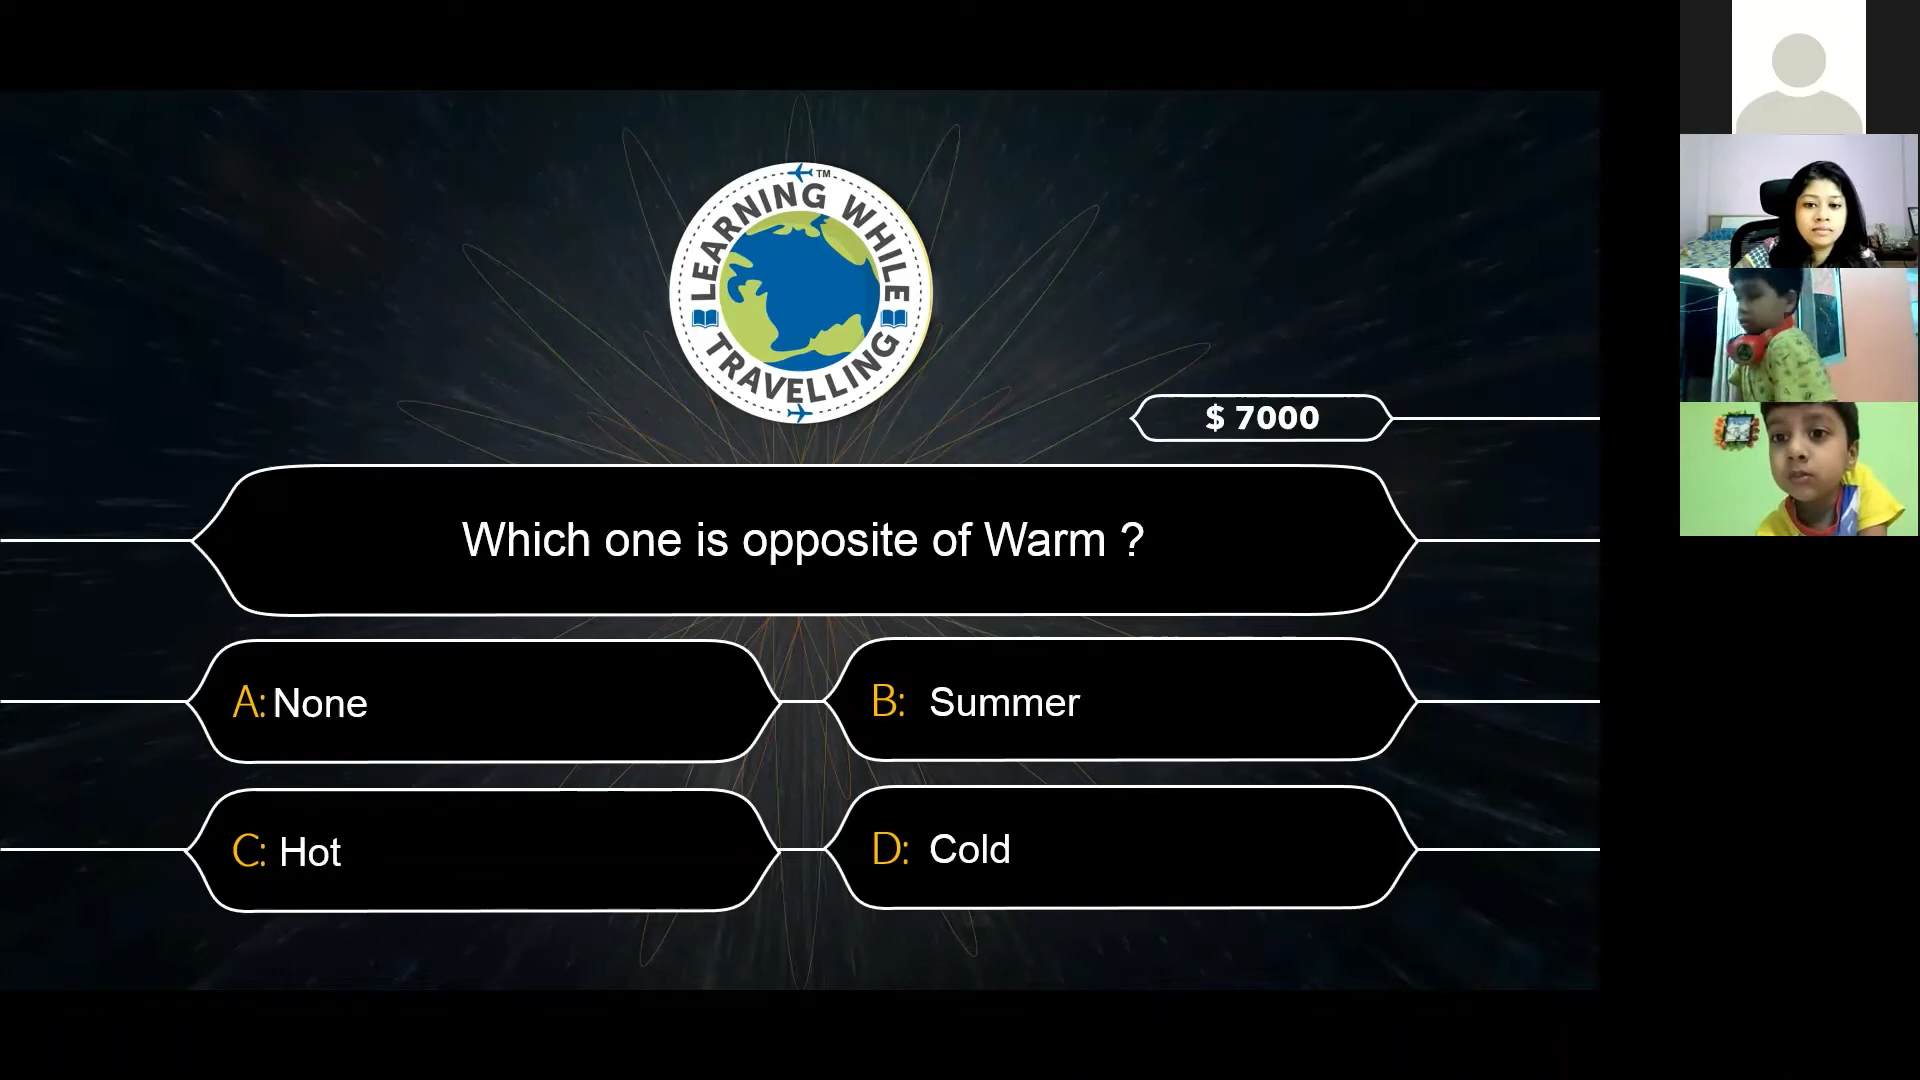 LEARNING WHILE
TRAVELLING
TM
$ 7000
Which one is opposite of Warm ?
A: None
B: Summer
C: Hot
D: Cold